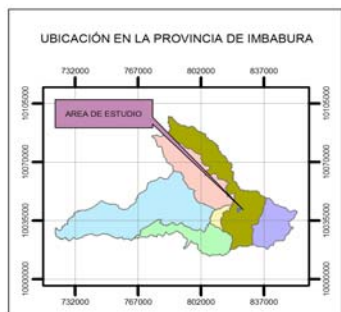 UBICACIÓN EN LA PROVINCIA DE IMBABURA
732000 767000 802000 837000
AREA DE ESTUDIO
10105000 10105000
10070000 10070000
10035000 10035000
10000000 10000000
732000 767000 802000 837000